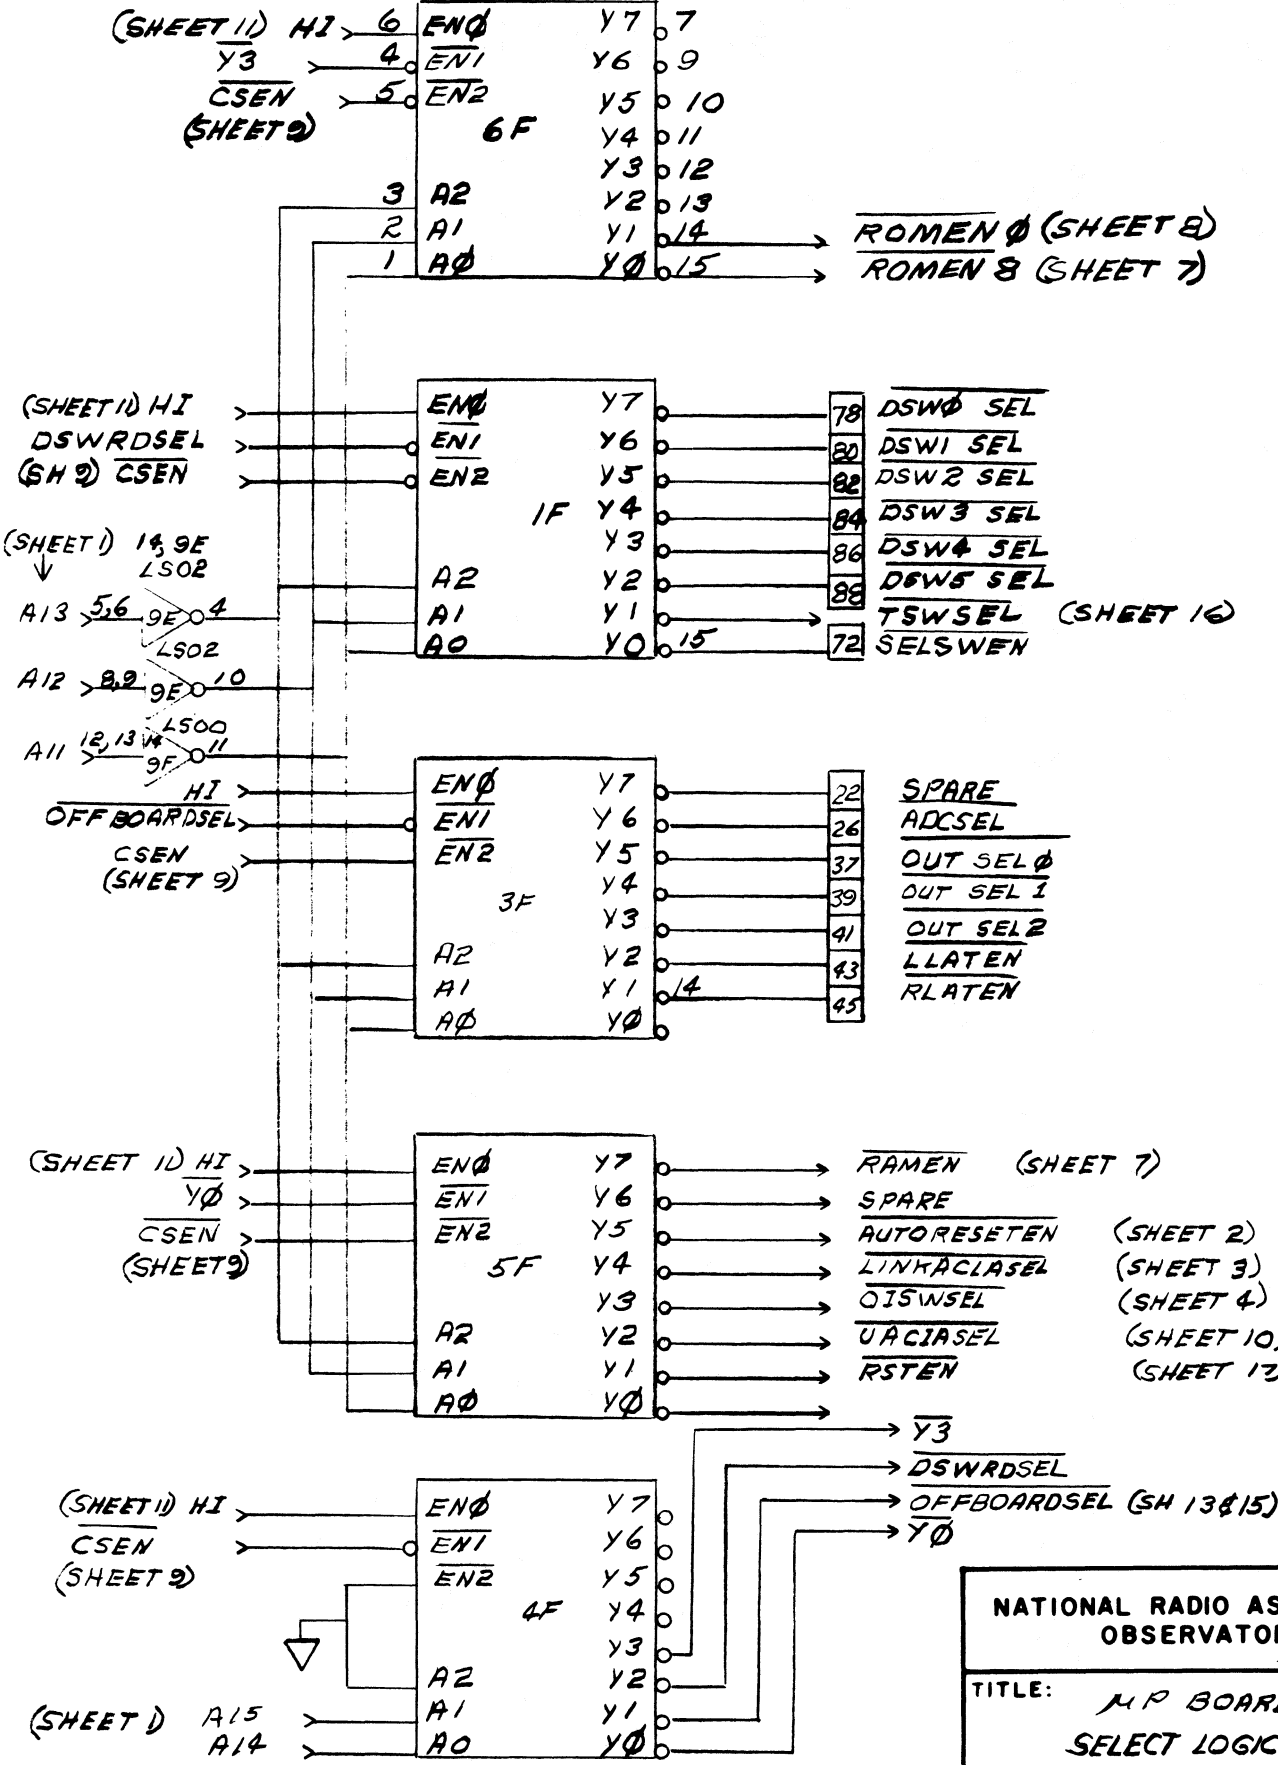 (SHEET 11) HI 6 EN0 Y7 7
Y3 4 EN1 Y6 9
CSEN 5 EN2 Y5 10
(SHEET 9) 6F Y4 11
Y3 12
3 A2 Y2 13
2 A1 Y1 14 ROMEN 0 (SHEET 8)
1 A0 Y0 15 ROMEN 8 (SHEET 7)
(SHEET 11) HI EN0 Y7 78 DSW0 SEL
DSWRDSEL EN1 Y6 80 DSW1 SEL
(SH 9) CSEN EN2 Y5 82 DSW2 SEL
1F Y4 84 DSW3 SEL
(SHEET 1) 14, 9E Y3 86 DSW4 SEL
LS02 A2 Y2 88 DSW5 SEL
A13 5,6 9E 4 A1 Y1 TSWSEL (SHEET 16)
LS02 A0 Y0 15 72 SELSWEN
A12 8,9 9E 10
LS00
A11 12,13 14 9F 11
HI EN0 Y7 22 SPARE
OFFBOARDSEL EN1 Y6 26 ADCSEL
CSEN EN2 Y5 37 OUT SEL0
(SHEET 9) 3F Y4 39 OUT SEL 1
Y3 41 OUT SEL2
A2 Y2 43 LLATEN
A1 Y1 14 45 RLATEN
A0 Y0
(SHEET 11) HI EN0 Y7 RAMEN (SHEET 7)
Y0 EN1 Y6 SPARE
CSEN EN2 Y5 AUTORESETEN (SHEET 2)
(SHEET 9) 5F Y4 LINKACIASEL (SHEET 3)
Y3 OISWSEL (SHEET 4)
A2 Y2 UACIASEL (SHEET 10)
A1 Y1 RSTEN (SHEET
A0 Y0
Y3
DSWRDSEL
(SHEET 11) HI EN0 Y7 OFFBOARDSEL (SH 13&15)
CSEN EN1 Y6 Y0
(SHEET 9) EN2 Y5
4F Y4
Y3
A2 Y2
(SHEET 1) A15 A1 Y1
A14 A0 Y0
NATIONAL RADIO AS
OBSERVATO
TITLE: μP BOAR
SELECT LOGIC